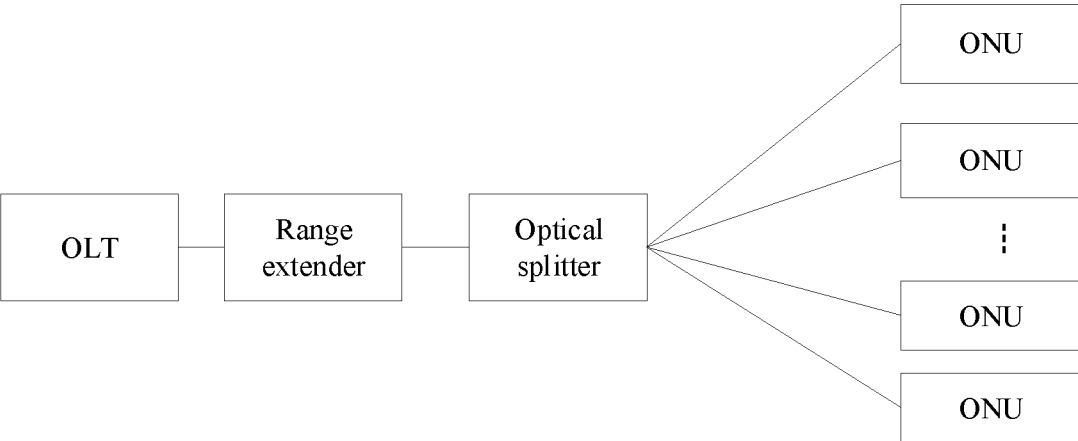 OLT
Range
extender
Optical
splitter
ONU
ONU
ONU
ONU